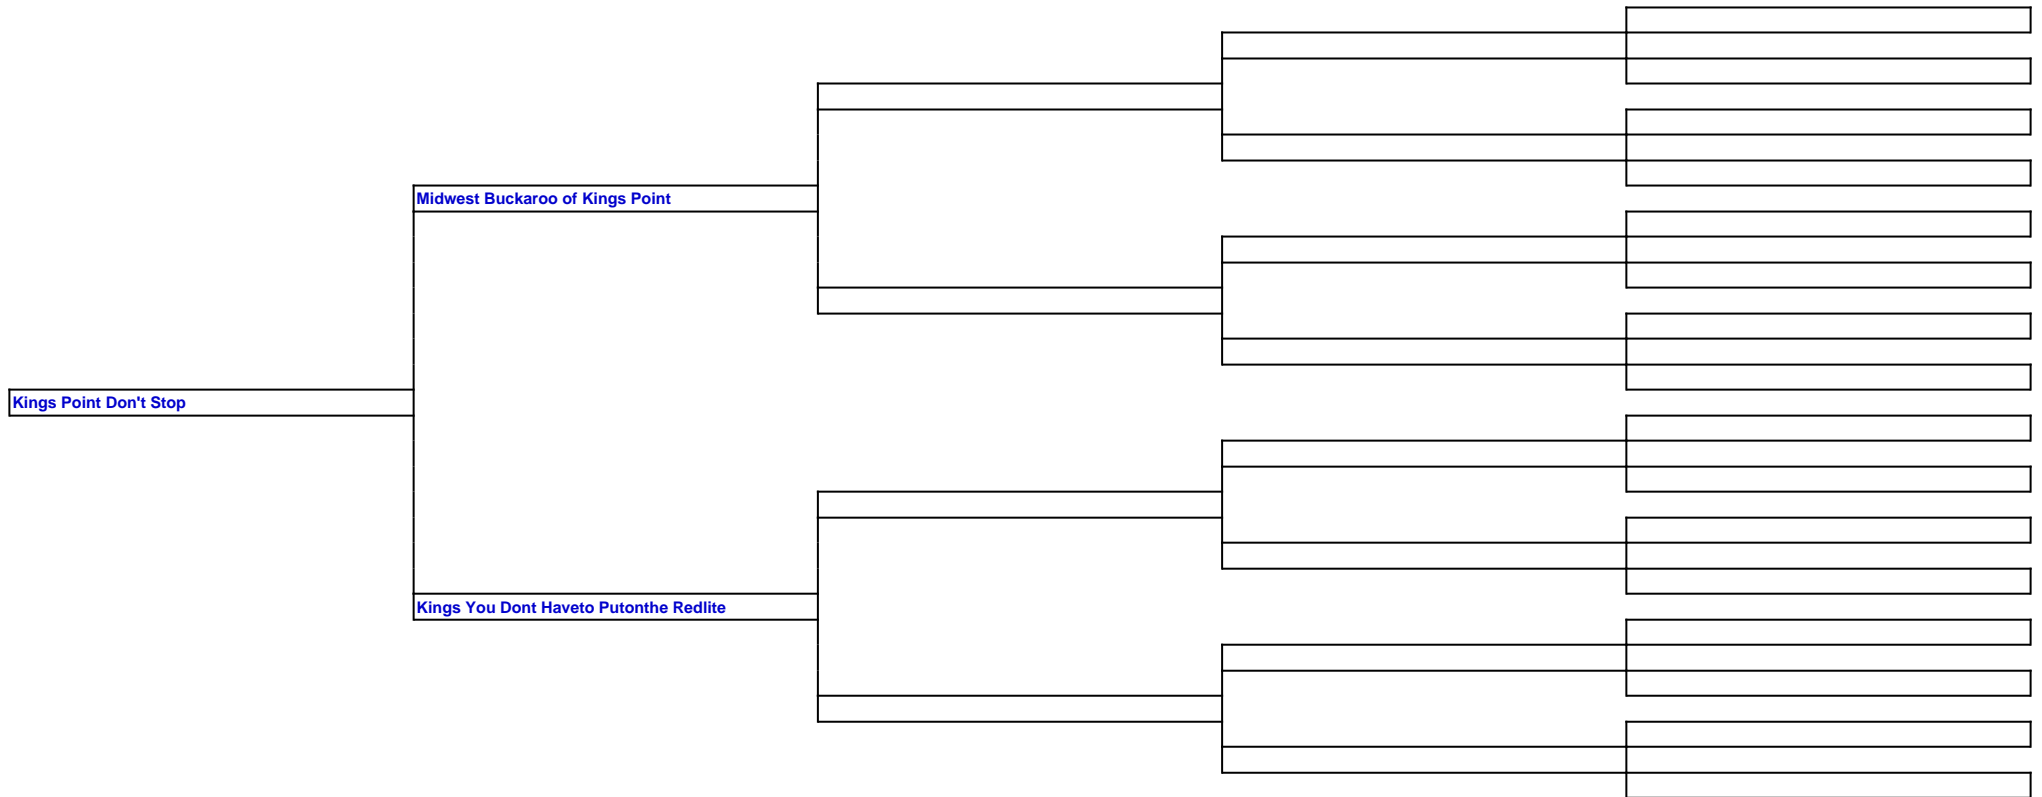 Midwest Buckaroo of Kings Point
Kings Point Don't Stop
Kings You Dont Haveto Putonthe Redlite